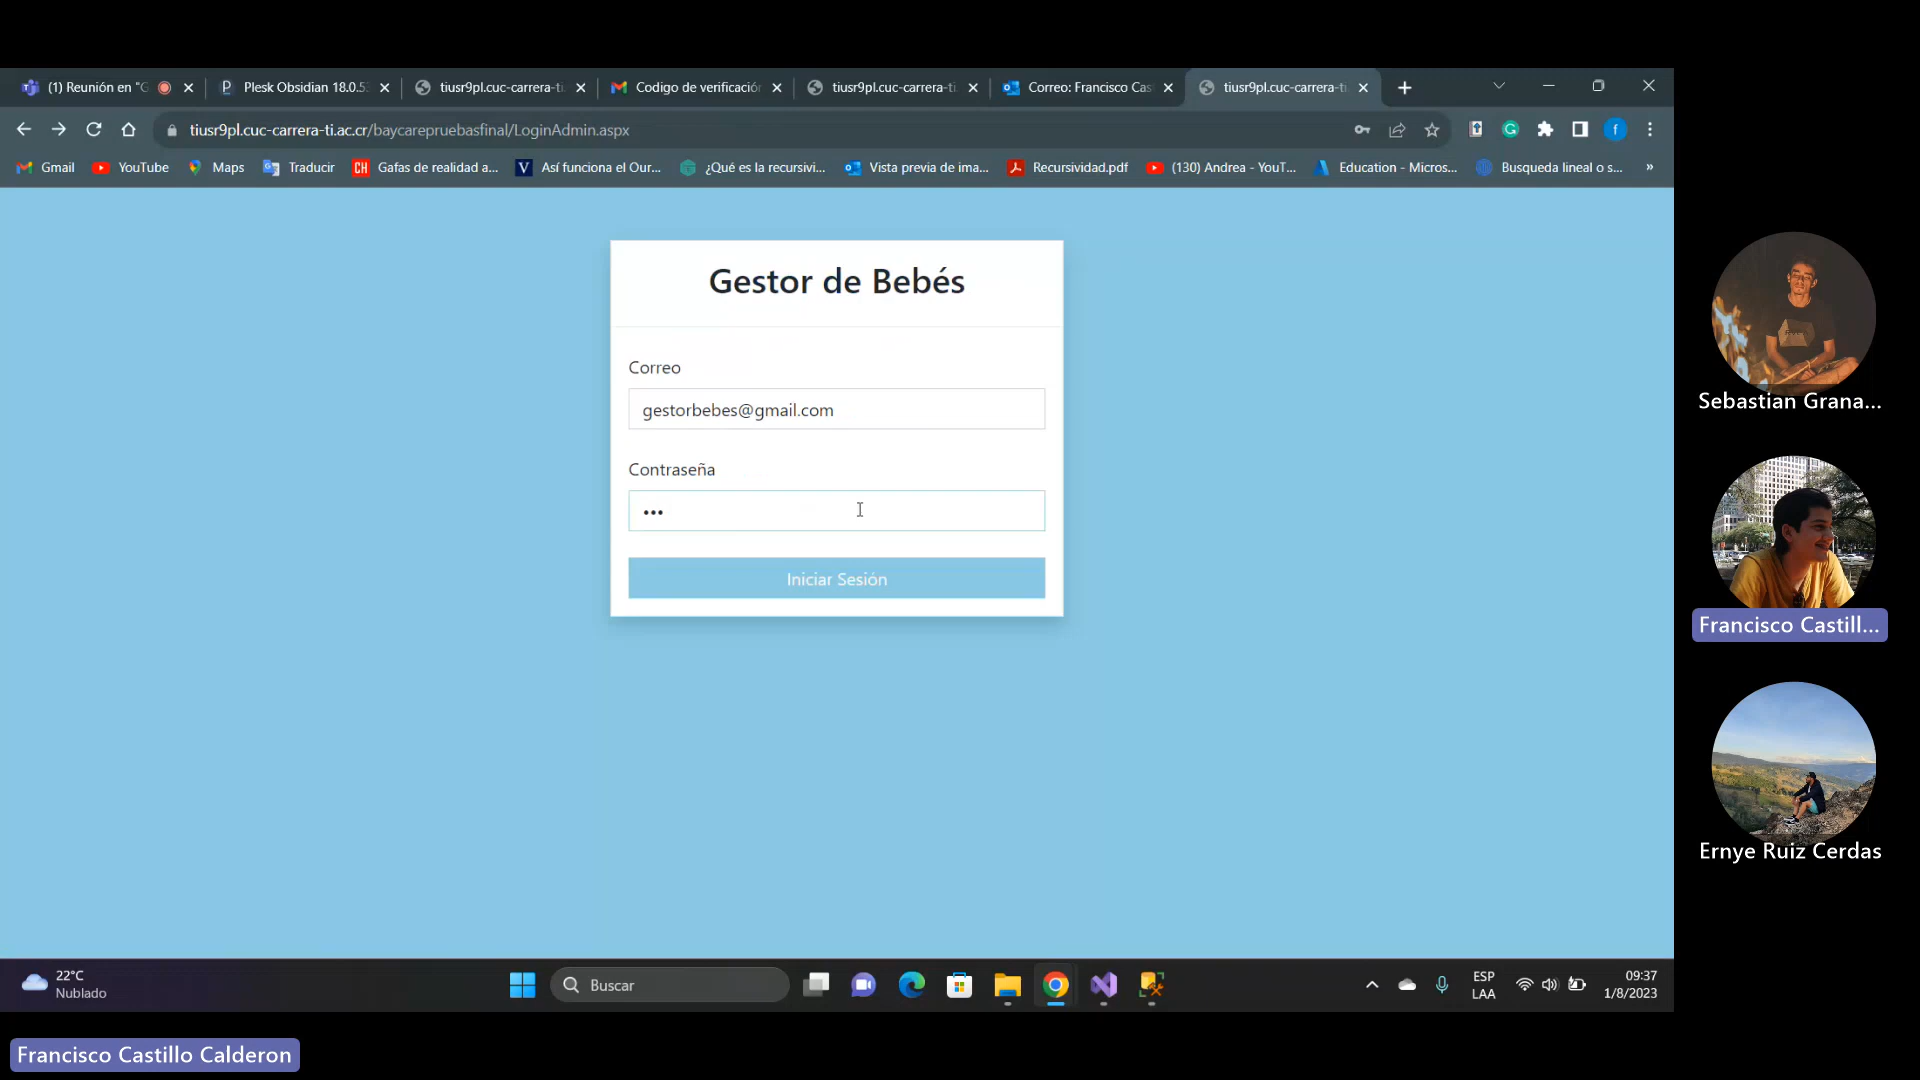 (1) Reunión en "G
Plesk Obsidian 18.0.5
tiusr9pl.cuc-carrera-ti.
Codigo de verificación
tiusr9pl.cuc-carrera-ti.
Correo: Francisco Cas
tiusr9pl.cuc-carrera-ti
tiusr9pl.cuc-carrera-ti.ac.cr/baycarepruebasfinal/LoginAdmin.aspx
f
Gmail
YouTube
Maps
Traducir
CH
Gafas de realidad a...
V
Así funciona el Our...
¿Qué es la recursivi...
Vista previa de ima...
Recursividad.pdf
(130) Andrea - YouT...
Education - Micros...
Busqueda lineal o s...
»
Gestor de Bebés
Correo
gestorbebes@gmail.com
Contraseña
•••
Iniciar Sesión
Sebastian Grana...
Francisco Castill...
Ernye Ruiz Cerdas
22°C
Nublado
Buscar
ESP
LAA
09:37
1/8/2023
Francisco Castillo Calderon